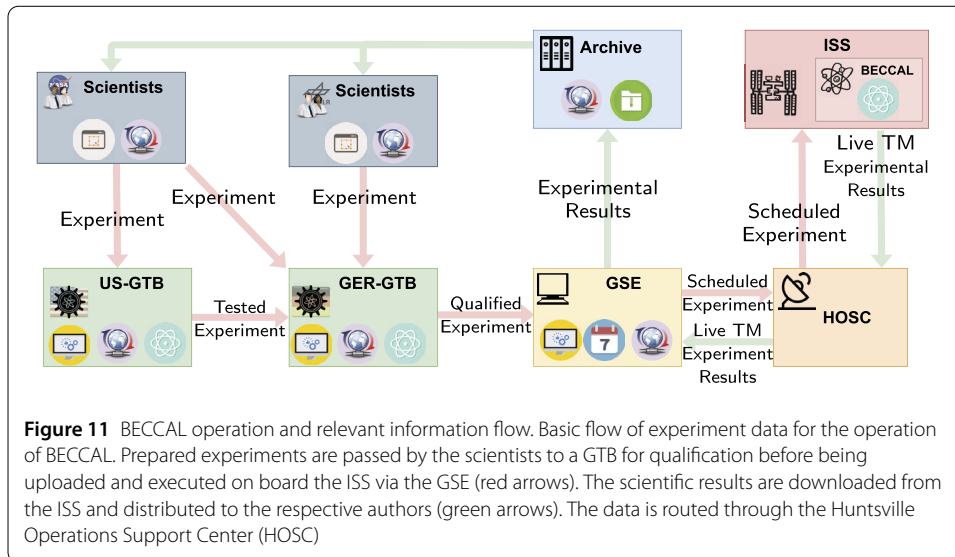 Archive
ISS
BECCAL
Scientists
Scientists
Live TM
Experimental
Results
Experiment
Experiment
Experiment
Experimental
Results
Scheduled
Experiment
US-GTB
GER-GTB
GSE
HOSC
Tested
Experiment
Qualified
Experiment
Scheduled
Experiment
Live TM
Experiment
Results
7
Figure 11 BECCAL operation and relevant information flow. Basic flow of experiment data for the operation
of BECCAL. Prepared experiments are passed by the scientists to a GTB for qualification before being
uploaded and executed on board the ISS via the GSE (red arrows). The scientific results are downloaded from
the ISS and distributed to the respective authors (green arrows). The data is routed through the Huntsville
Operations Support Center (HOSC)